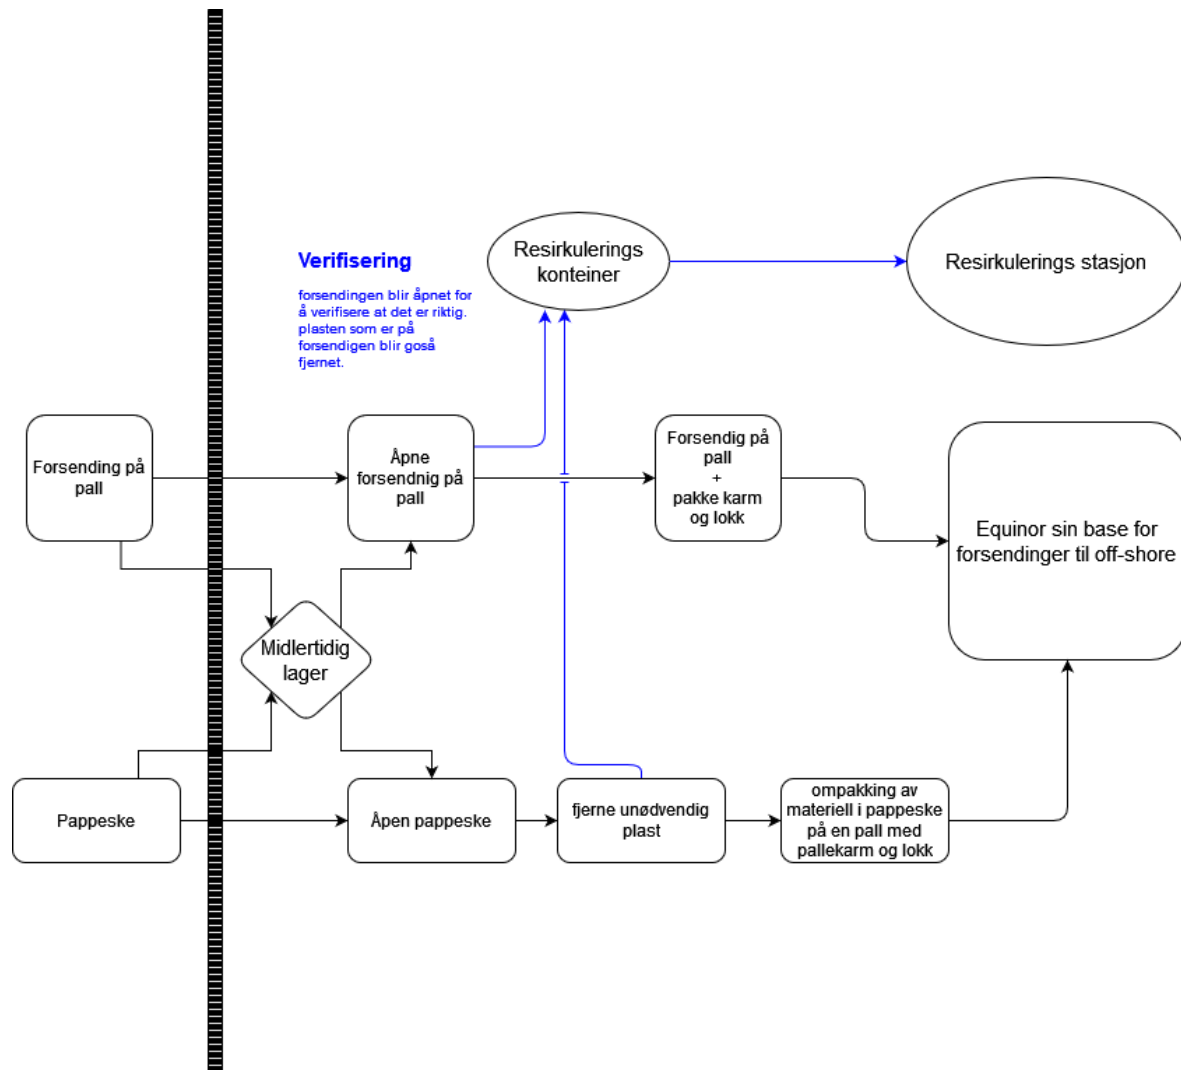 Verifisering
forsendingen blir åpnet for
å verifisere at det er riktig.
plasten som er på
forsendigen blir goså
fjernet.
Resirkulerings
konteiner
Resirkulerings stasjon
Forsending på
pall
Åpne
forsendnig på
pall
Forsendig på
pall
+
pakke karm
og lokk
Equinor sin base for
forsendinger til off-shore
Midlertidig
lager
Pappeske
Åpen pappeske
fjerne unødvendig
plast
ompakking av
materiell i pappeske
på en pall med
pallekarm og lokk